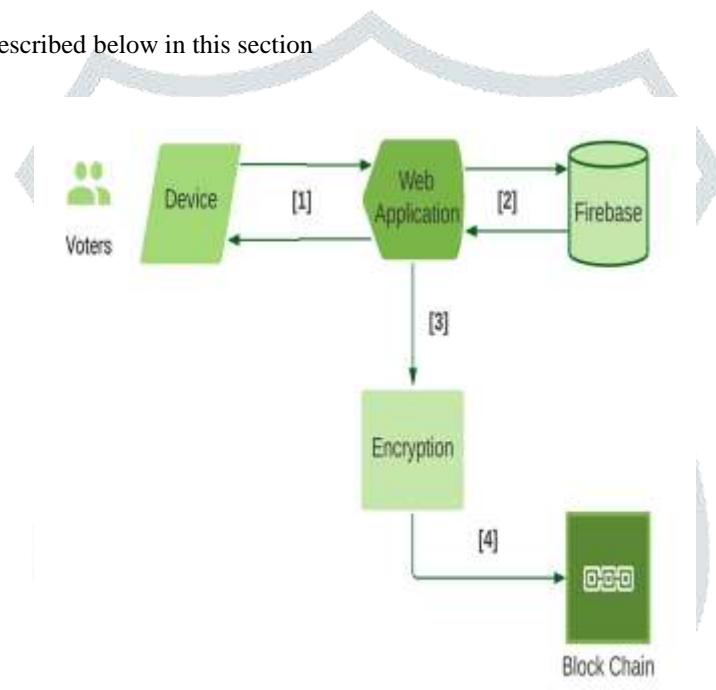 escribed below in this section
Device
[1]
Web
Application
[2]
Firebase
Voters
[3]
Encryption
[4]
Block Chain